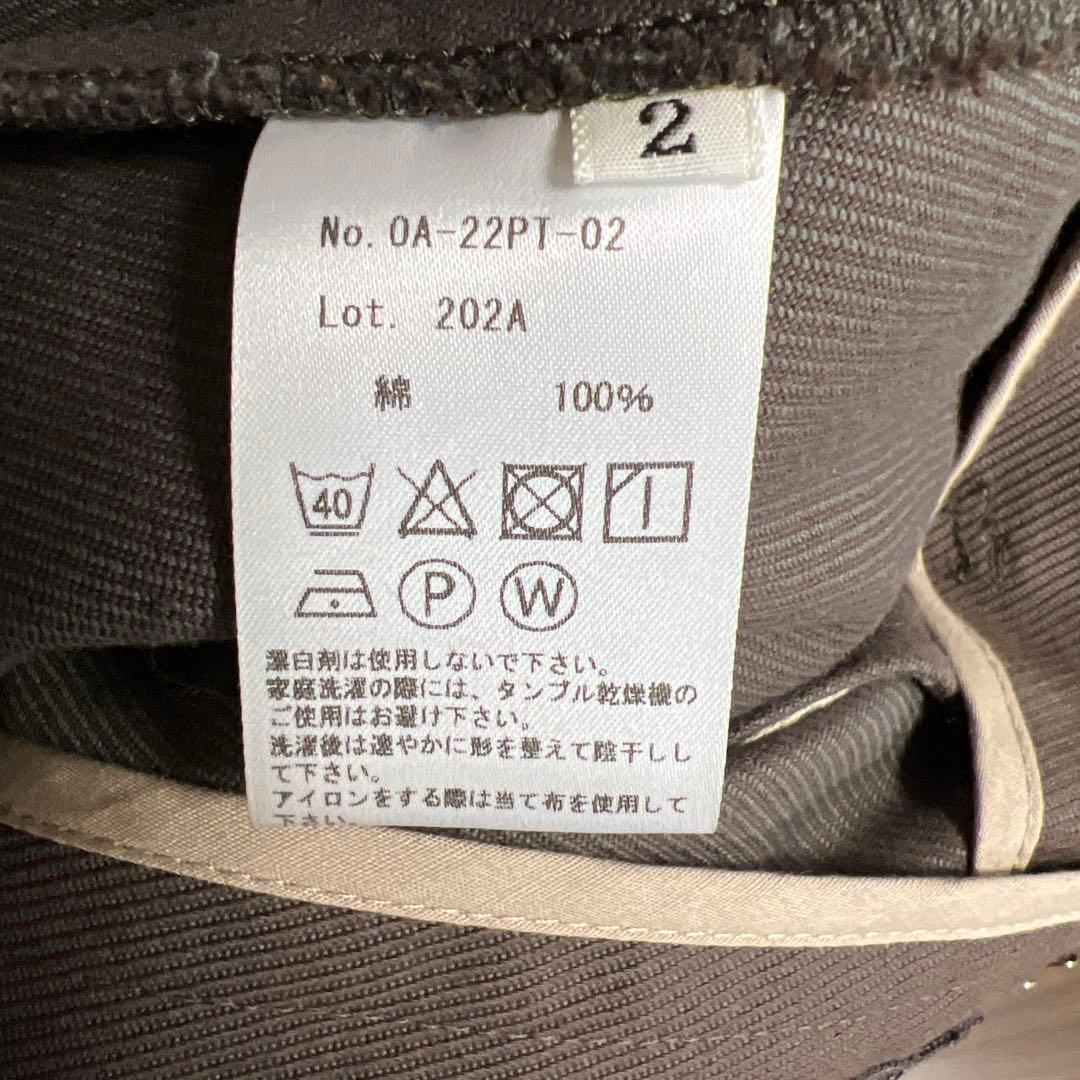 2
No. OA-22PT-02
Lot. 202A
綿 100%
40
P W
漂白剤は使用しないで下さい。
家庭洗濯の際には、タンブル乾燥機の
ご使用はお避け下さい。
洗濯後は速やかに形を整えて陰干しし
て下さい。
アイロンをする際は当て布を使用して
下さい。